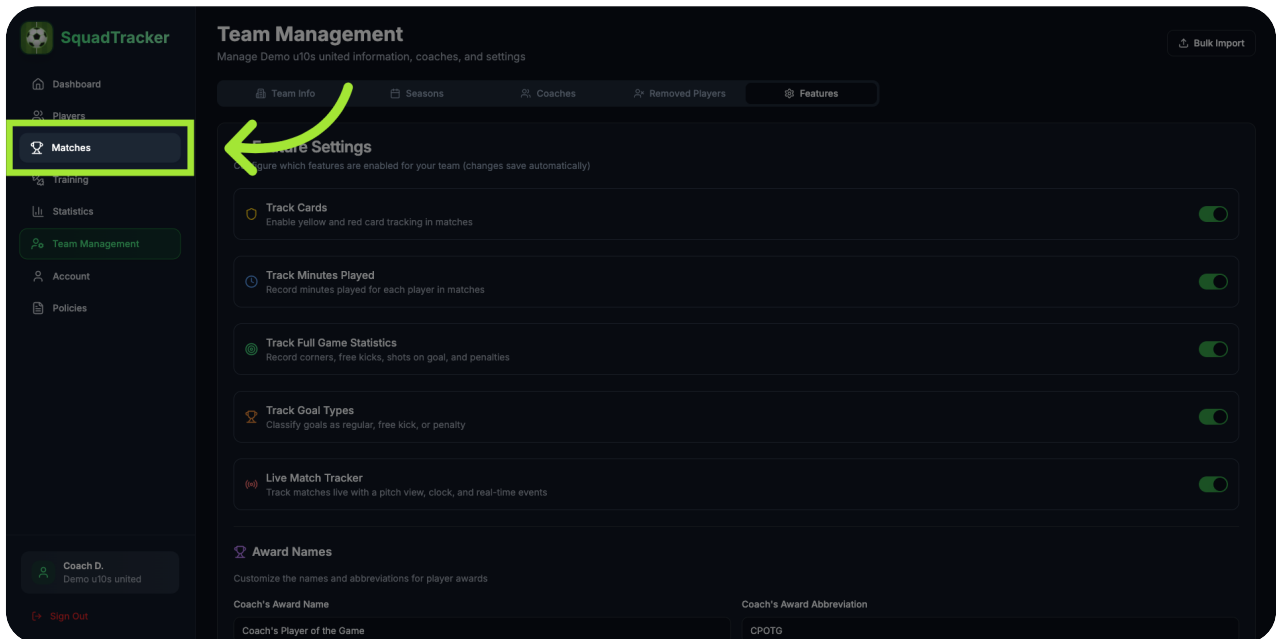 SquadTracker
Dashboard
Players
Matches
Training
Statistics
Team Management
Account
Policies
Coach D.
Demo u10s united
Sign Out
Team Management
Manage Demo u10s united information, coaches, and settings
Bulk Import
Team Info
Seasons
Coaches
Removed Players
Features
Feature Settings
Configure which features are enabled for your team (changes save automatically)
Track Cards
Enable yellow and red card tracking in matches
Track Minutes Played
Record minutes played for each player in matches
Track Full Game Statistics
Record corners, free kicks, shots on goal, and penalties
Track Goal Types
Classify goals as regular, free kick, or penalty
Live Match Tracker
Track matches live with a pitch view, clock, and real-time events
Award Names
Customize the names and abbreviations for player awards
Coach's Award Name
Coach's Player of the Game
Coach's Award Abbreviation
CPOTG